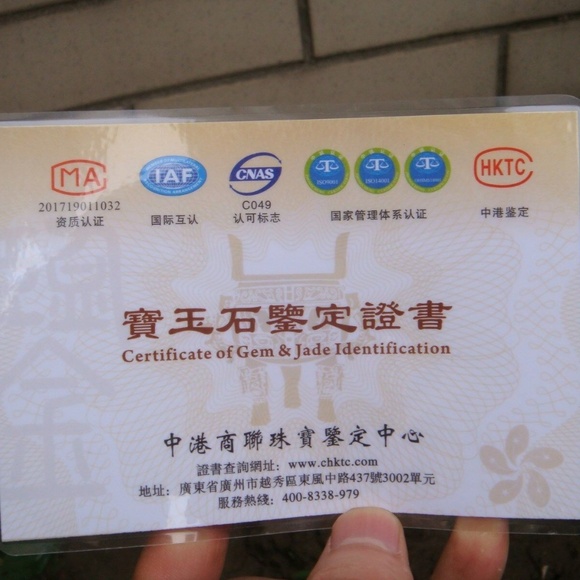 MA
IAF
CNAS
HKTC
201719011032
C049
资质认证
国际互认
认可标志
国家管理体系认证
中港鉴定
寶玉石鑒定證書
Certificate of Gem & Jade Identification
中港商聯珠寶鑒定中心
證書查詢網址：www.chktc.com
地址：廣東省廣州市越秀區東風中路437號3002單元
服務熱綫：400-8338-979